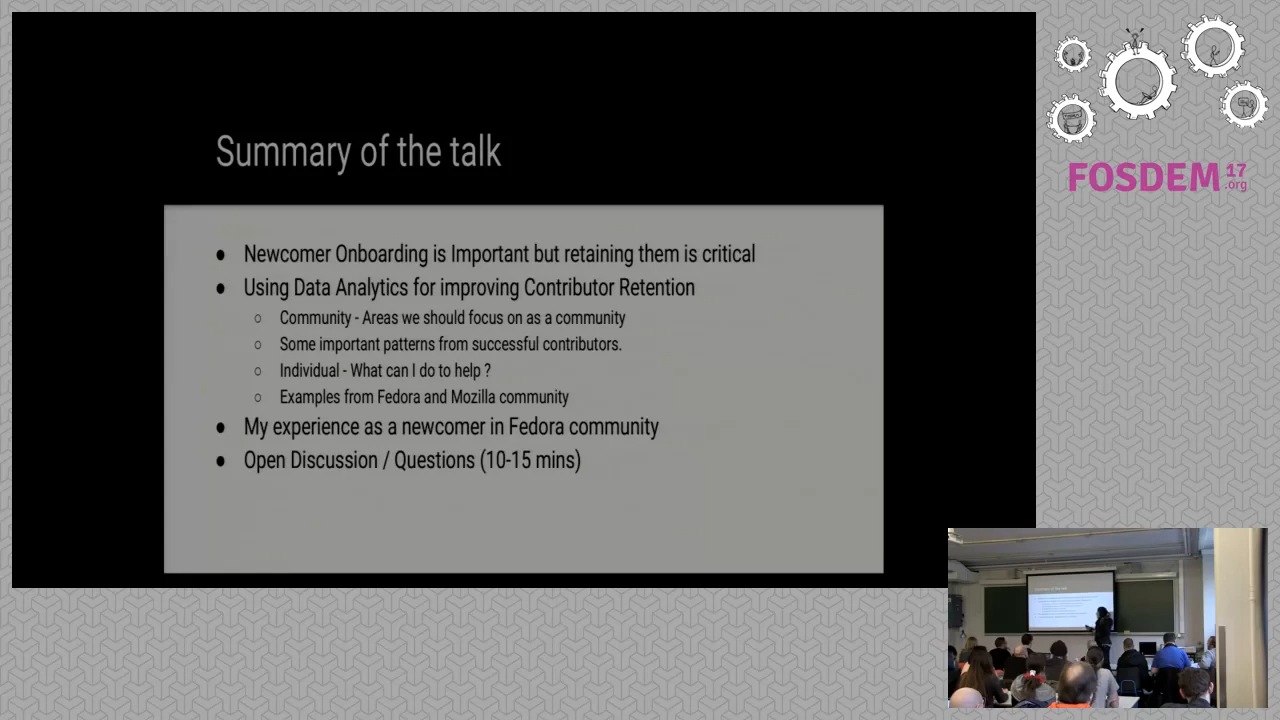 Summary of the talk
● Newcomer Onboarding is Important but retaining them is critical
● Using Data Analytics for improving Contributor Retention
○ Community - Areas we should focus on as a community
○ Some important patterns from successful contributors.
○ Individual - What can I do to help ?
○ Examples from Fedora and Mozilla community
● My experience as a newcomer in Fedora community
● Open Discussion / Questions (10-15 mins)
FOSDEM 17
.org